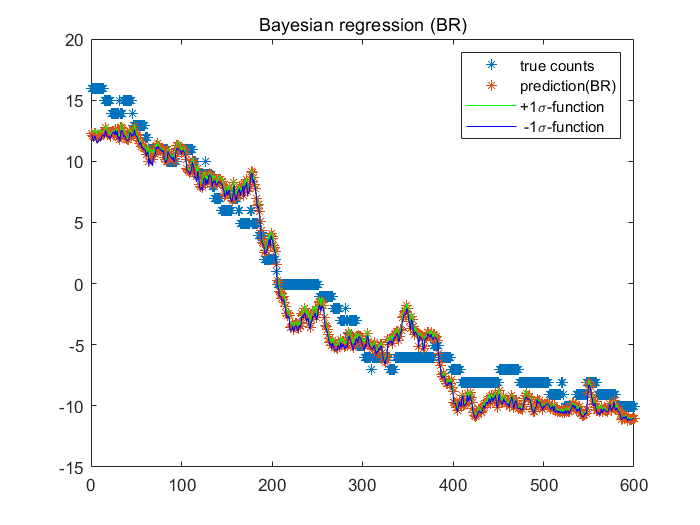 Bayesian regression (BR)
20
15
10
5
0
-5
-10
-15
0 100 200 300 400 500 600
true counts
prediction(BR)
+1σ-function
-1σ-function